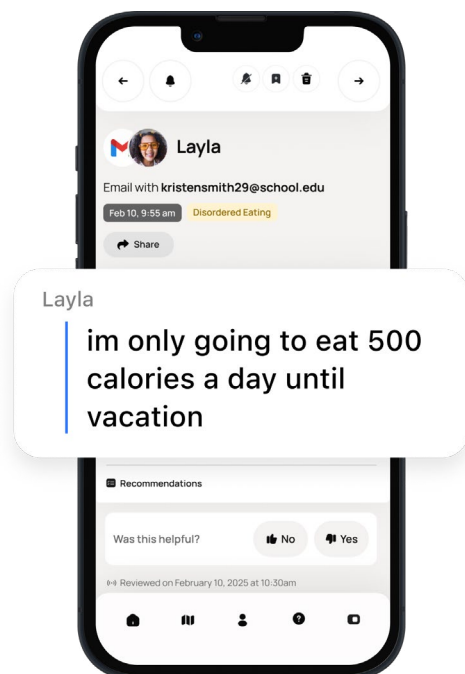 Layla
Email with kristensmith29@school.edu
Feb 10, 9:55 am Disordered Eating
Share
Layla
im only going to eat 500
calories a day until
vacation
Recommendations
Was this helpful? No Yes
Reviewed on February 10, 2025 at 10:30am